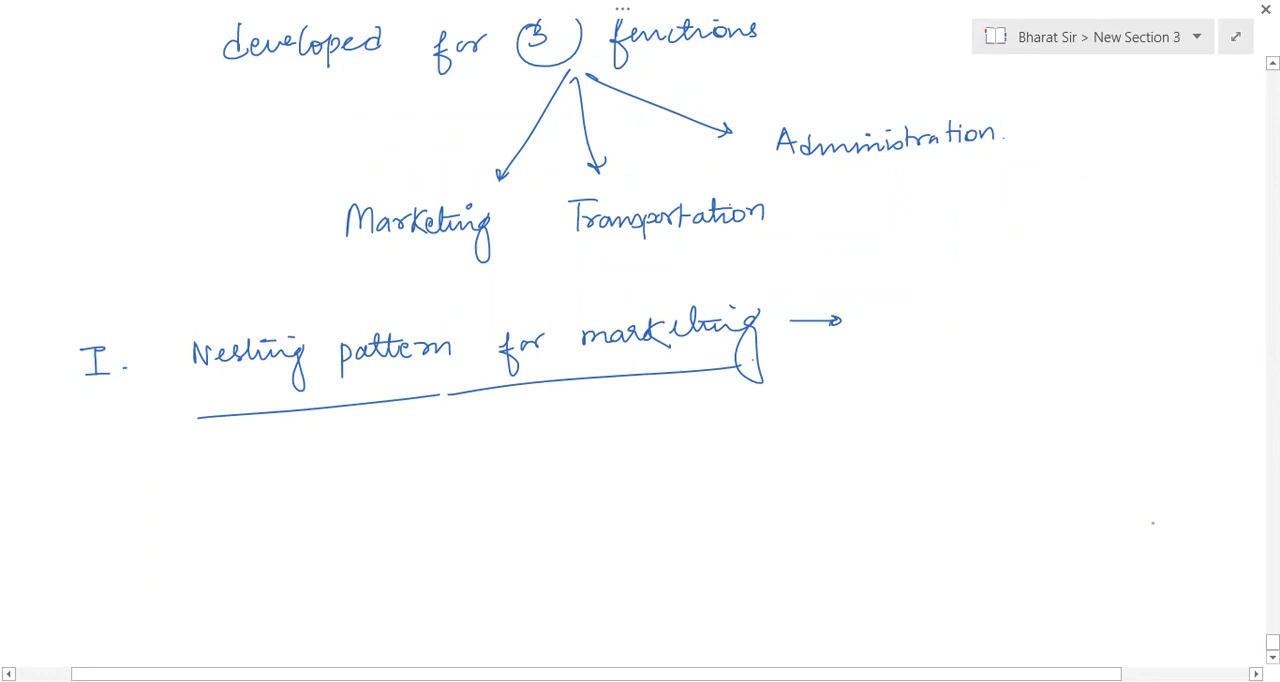 ...
Bharat Sir > New Section 3
developed for 3 functions
Administration.
Marketing Transportation
I. Nesting pattern for marketing →